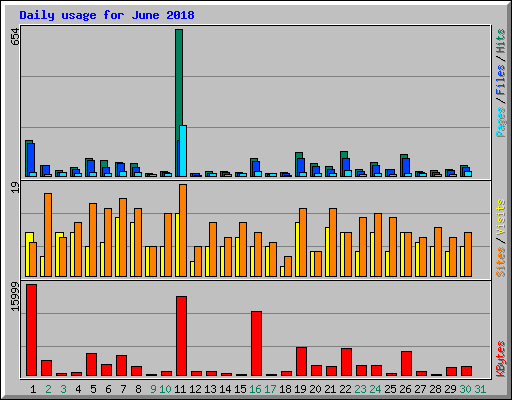 Daily usage for June 2018
654
19
15999
Pages / Files / Hits
Sites / Visits
KBytes
1 2 3 4 5 6 7 8 9 10 11 12 13 14 15 16 17 18 19 20 21 22 23 24 25 26 27 28 29 30 31